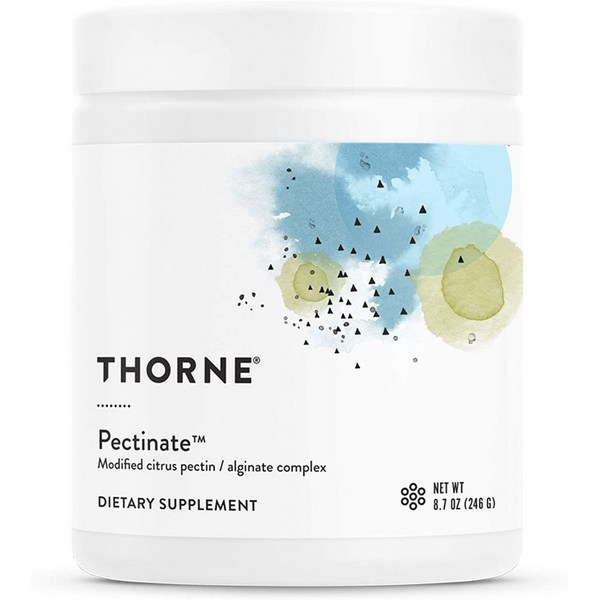 THORNE®
Pectinate™
Modified citrus pectin / alginate complex
DIETARY SUPPLEMENT
NET WT
8.7 OZ (246 G)